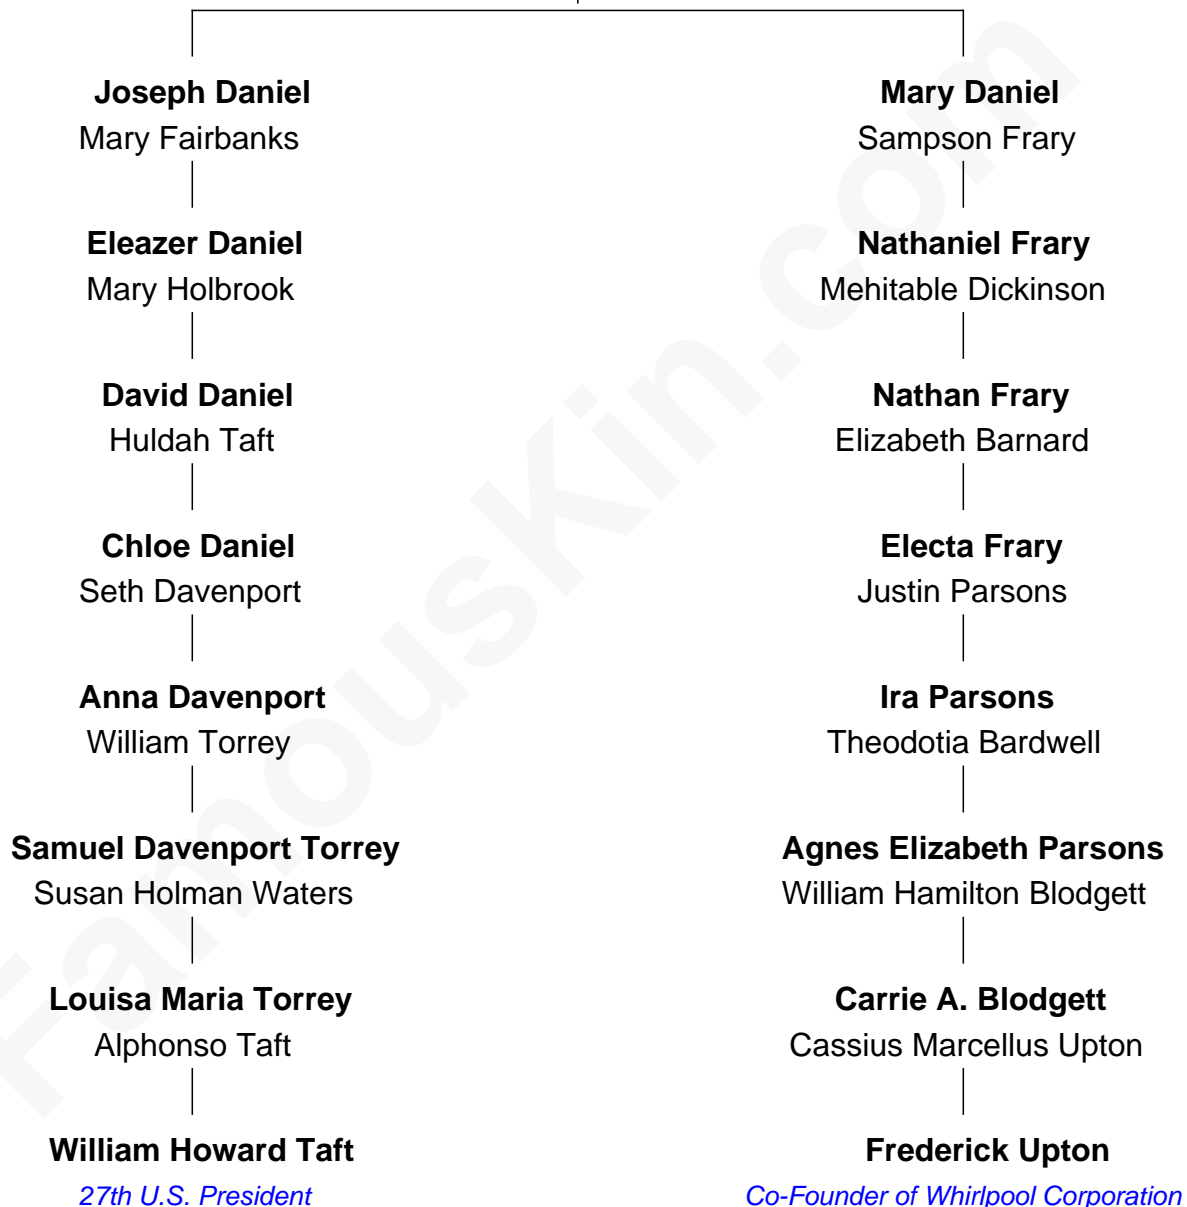 Joseph Daniel
Mary Fairbanks
Eleazer Daniel
Mary Holbrook
David Daniel
Huldah Taft
Chloe Daniel
Seth Davenport
Anna Davenport
William Torrey
Samuel Davenport Torrey
Susan Holman Waters
Louisa Maria Torrey
Alphonso Taft
William Howard Taft
27th U.S. President
Mary Daniel
Sampson Frary
Nathaniel Frary
Mehitable Dickinson
Nathan Frary
Elizabeth Barnard
Electa Frary
Justin Parsons
Ira Parsons
Theodotia Bardwell
Agnes Elizabeth Parsons
William Hamilton Blodgett
Carrie A. Blodgett
Cassius Marcellus Upton
Frederick Upton
Co-Founder of Whirlpool Corporation
FamousKin.com